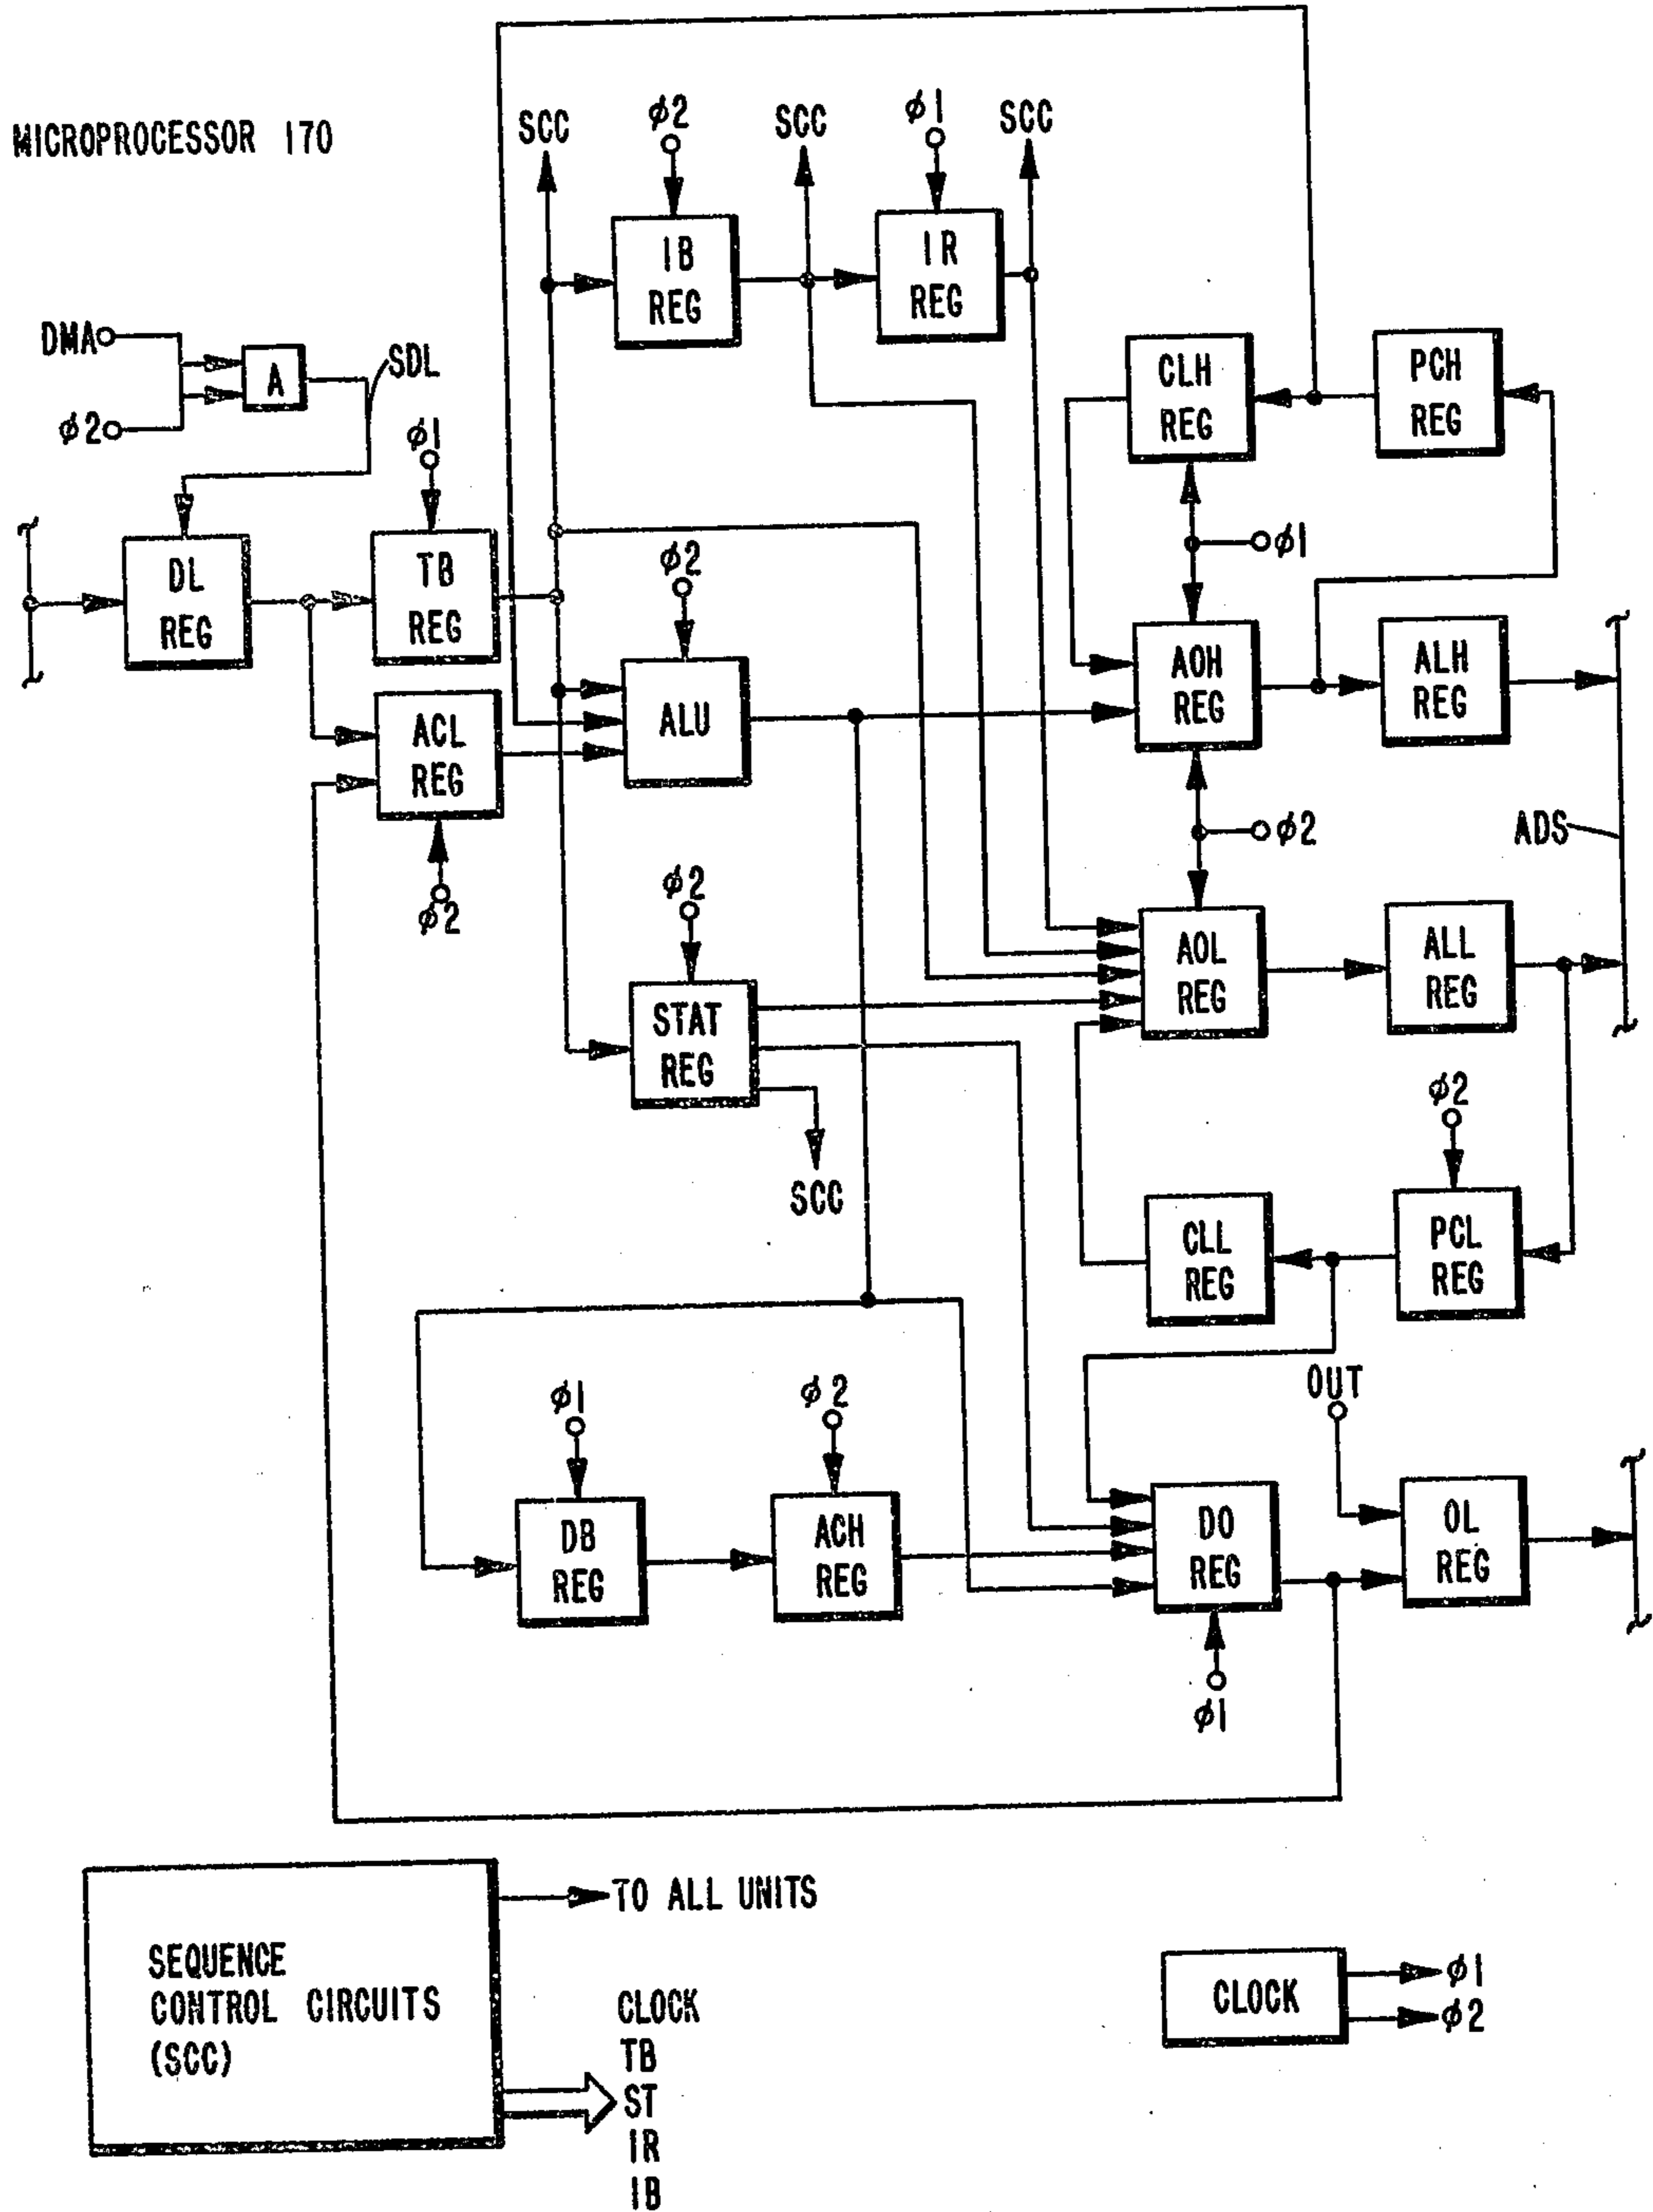 MICROPROCESSOR 170
SCC
φ2
SCC
φ1
SCC
IB
REG
IR
REG
DMA
A
SDL
φ2
φ1
CLH
REG
PCH
REG
φ1
DL
REG
TB
REG
φ2
ACL
REG
ALU
AOH
REG
ALH
REG
φ2
ADS
φ2
φ2
STAT
REG
AOL
REG
ALL
REG
SCC
φ2
CLL
REG
PCL
REG
φ1
φ2
OUT
DB
REG
ACH
REG
DO
REG
OL
REG
φ1
SEQUENCE
CONTROL CIRCUITS
(SCC)
TO ALL UNITS
CLOCK
TB
ST
IR
IB
CLOCK
φ1
φ2